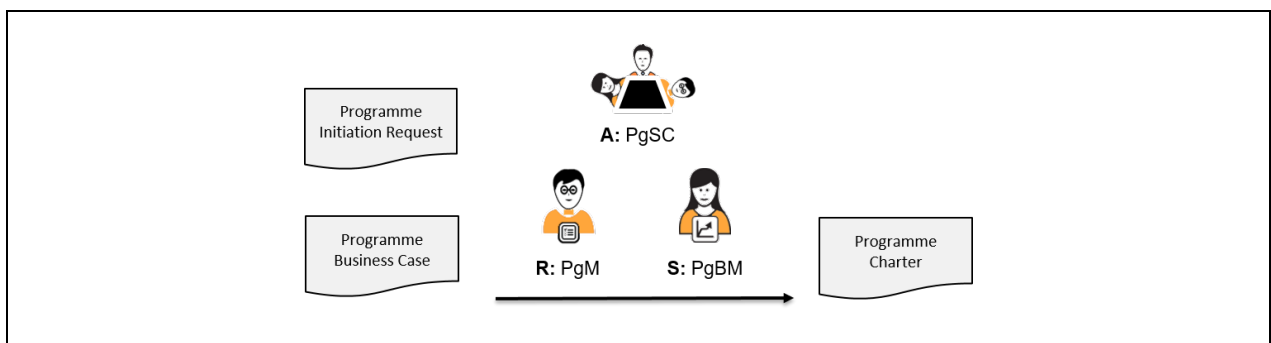 Programme
Initiation Request
A: PgSC
Programme
Business Case
R: PgM
S: PgBM
Programme
Charter